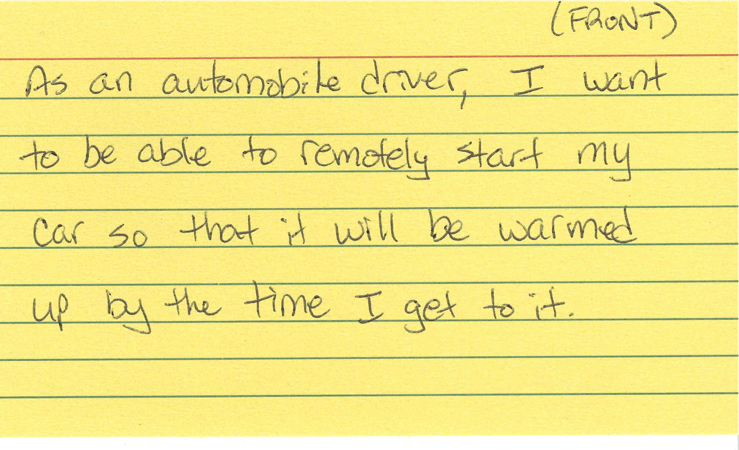 (FRONT)
As an automobile driver, I want
to be able to remotely start my
car so that it will be warmed
up by the time I get to it.